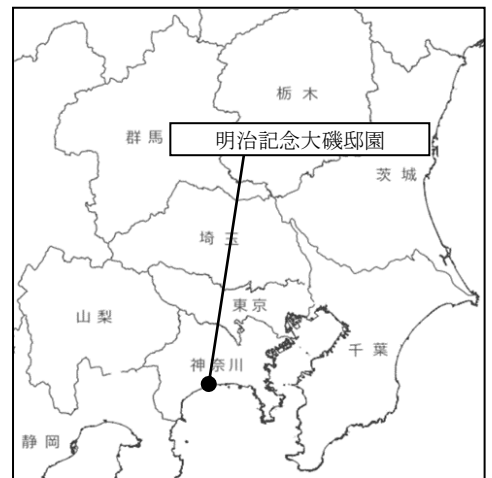 栃木
群馬
明治記念大磯邸園
茨城
埼玉
東京
山梨
千葉
神奈川
静岡